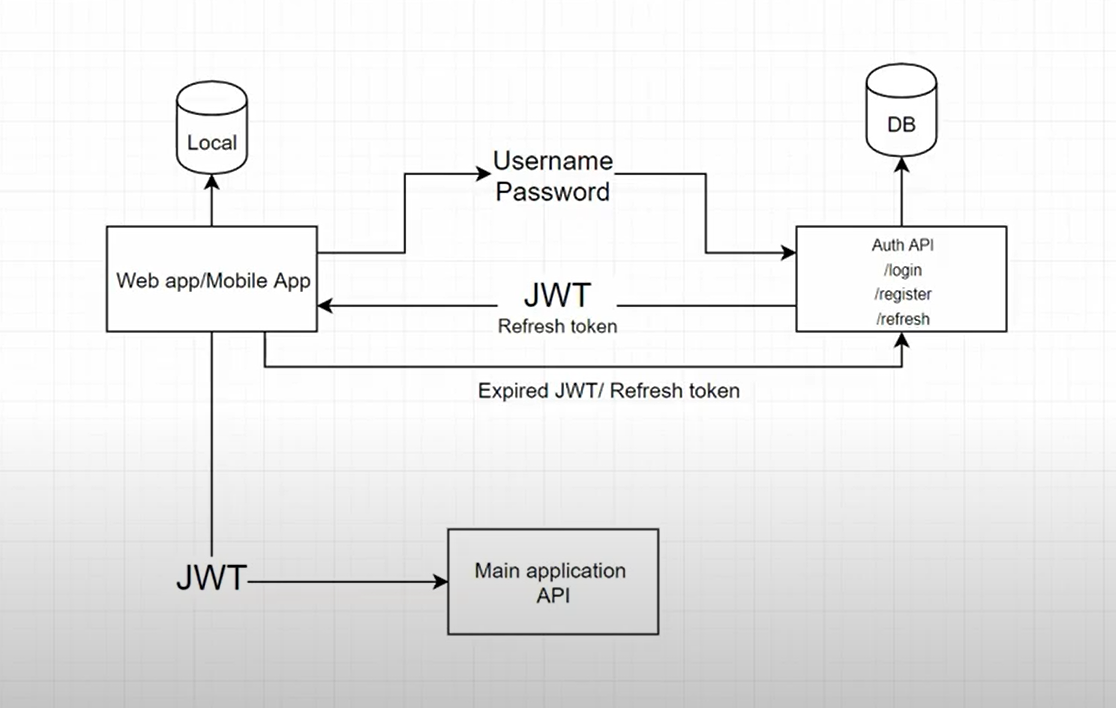 Local
DB
Username
Password
Web app/Mobile App
Auth API
/login
/register
/refresh
JWT
Refresh token
Expired JWT/ Refresh token
JWT
Main application
API